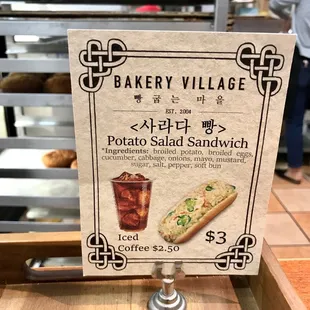 BAKERY VILLAGE
빵 굽는 마을
EST. 2004
<사라다 빵>
Potato Salad Sandwich
*Ingredients: broiled potato, broiled eggs,
cucumber, cabbage, onions, mayo, mustard,
sugar, salt, pepper, soft bun
Iced
Coffee $2.50
$3